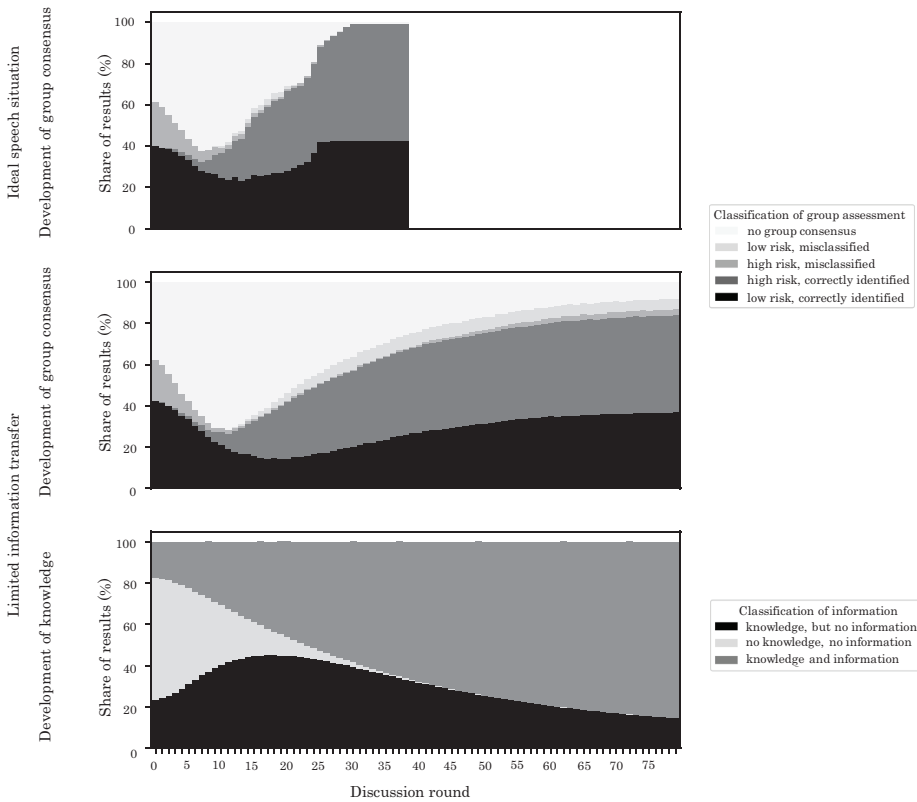 Ideal speech situation
Development of group consensus
Share of results (%)
100
80
60
40
20
0
Classification of group assessment
no group consensus
low risk, misclassified
high risk, misclassified
high risk, correctly identified
low risk, correctly identified
Limited information transfer
Development of group consensus
Share of results (%)
100
80
60
40
20
0
Development of knowledge
Share of results (%)
100
80
60
40
20
0
Classification of information
knowledge, but no information
no knowledge, no information
knowledge and information
0 5 10 15 20 25 30 35 40 45 50 55 60 65 70 75
Discussion round